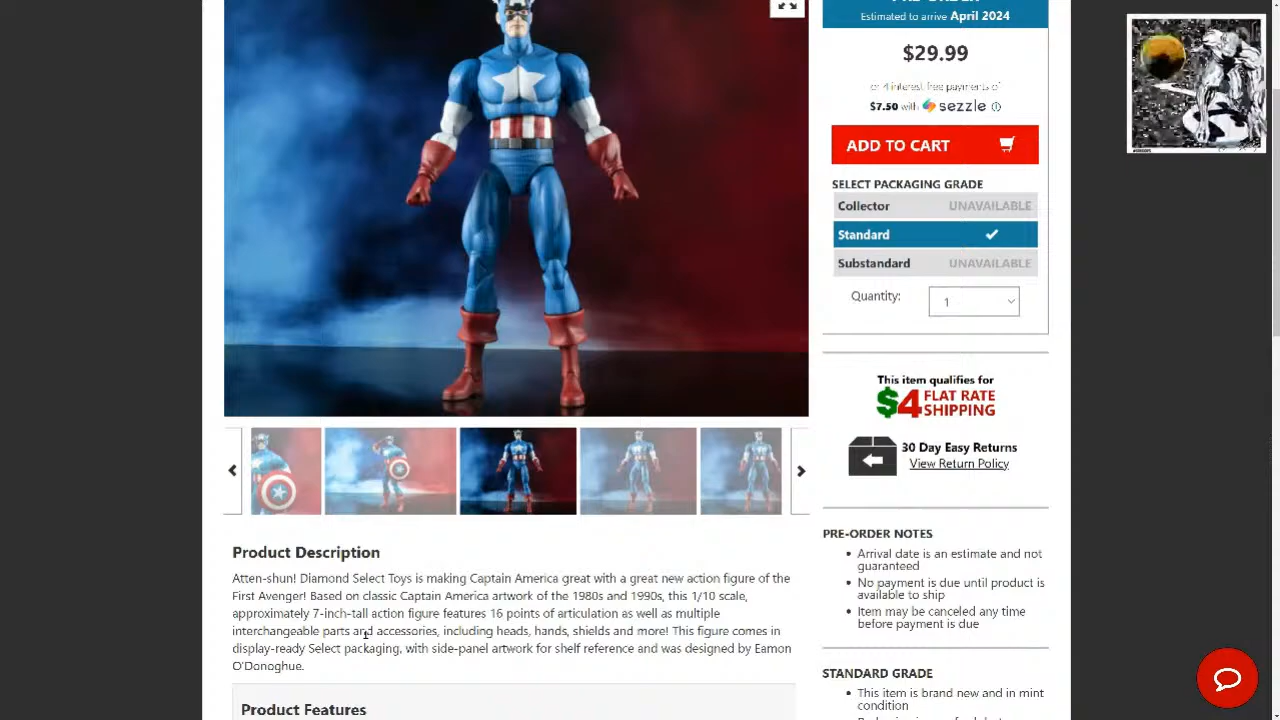 PRE-ORDER
Estimated to arrive April 2024
$29.99
or 4 interest free payments of
$7.50 with sezzle
ADD TO CART
SELECT PACKAGING GRADE
Collector UNAVAILABLE
Standard
Substandard UNAVAILABLE
Quantity: 1
This item qualifies for
$4 FLAT RATE SHIPPING
30 Day Easy Returns
View Return Policy
Product Description
Atten-shun! Diamond Select Toys is making Captain America great with a great new action figure of the
First Avenger! Based on classic Captain America artwork of the 1980s and 1990s, this 1/10 scale,
approximately 7-inch-tall action figure features 16 points of articulation as well as multiple
interchangeable parts and accessories, including heads, hands, shields and more! This figure comes in
display-ready Select packaging, with side-panel artwork for shelf reference and was designed by Eamon
O'Donoghue.
Product Features
PRE-ORDER NOTES
Arrival date is an estimate and not
guaranteed
No payment is due until product is
available to ship
Item may be canceled any time
before payment is due
STANDARD GRADE
This item is brand new and in mint
condition